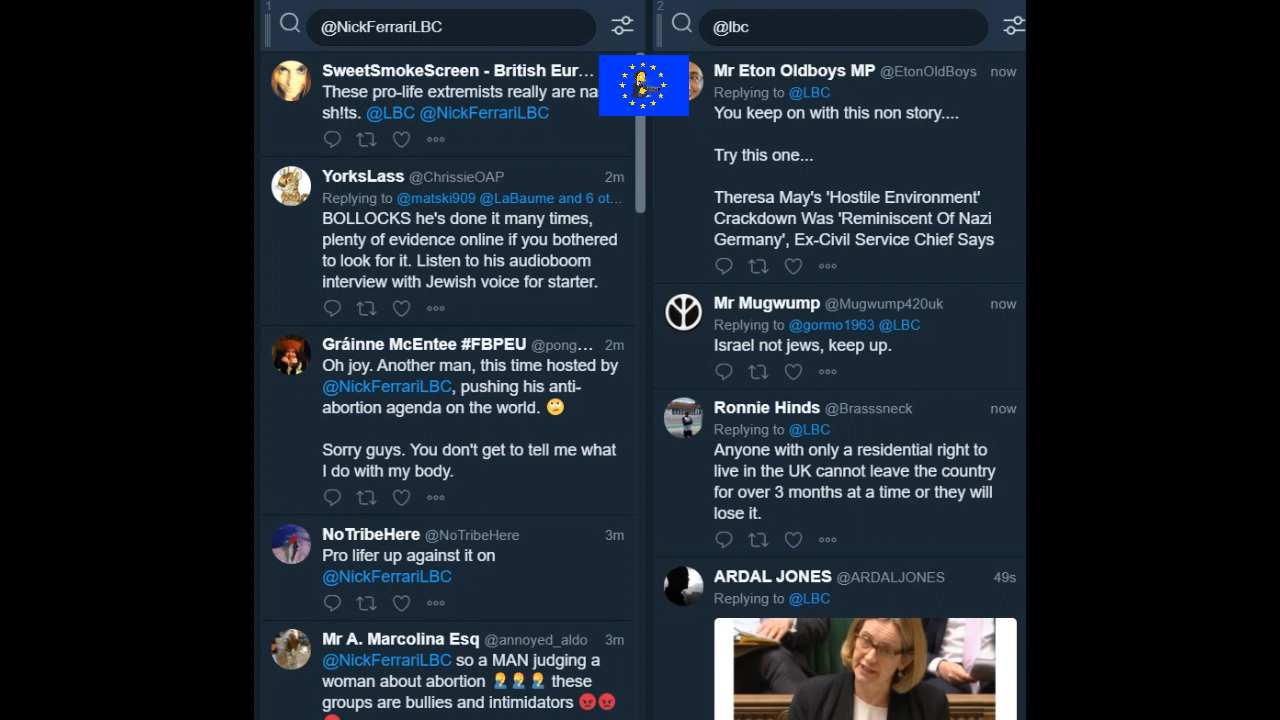 1
@NickFerrariLBC
SweetSmokeScreen - British Eur...
These pro-life extremists really are na
sh!ts. @LBC @NickFerrariLBC
YorksLass @ChrissieOAP 2m
Replying to @matski909 @LaBaume and 6 ot...
BOLLOCKS he's done it many times,
plenty of evidence online if you bothered
to look for it. Listen to his audioboom
interview with Jewish voice for starter.
Gráinne McEntee #FBPEU @pong... 2m
Oh joy. Another man, this time hosted by
@NickFerrariLBC, pushing his anti-
abortion agenda on the world. 🙄
Sorry guys. You don't get to tell me what
I do with my body.
NoTribeHere @NoTribeHere 3m
Pro lifer up against it on
@NickFerrariLBC
Mr A. Marcolina Esq @annoyed_aldo 3m
@NickFerrariLBC so a MAN judging a
woman about abortion 🤦‍♂️🤦‍♂️🤦‍♂️ these
groups are bullies and intimidators 😡😡
2
@lbc
Mr Eton Oldboys MP @EtonOldBoys now
Replying to @LBC
You keep on with this non story....
Try this one...
Theresa May's 'Hostile Environment'
Crackdown Was 'Reminiscent Of Nazi
Germany', Ex-Civil Service Chief Says
Mr Mugwump @Mugwump420uk now
Replying to @gormo1963 @LBC
Israel not jews, keep up.
Ronnie Hinds @Brasssneck now
Replying to @LBC
Anyone with only a residential right to
live in the UK cannot leave the country
for over 3 months at a time or they will
lose it.
ARDAL JONES @ARDALJONES 49s
Replying to @LBC